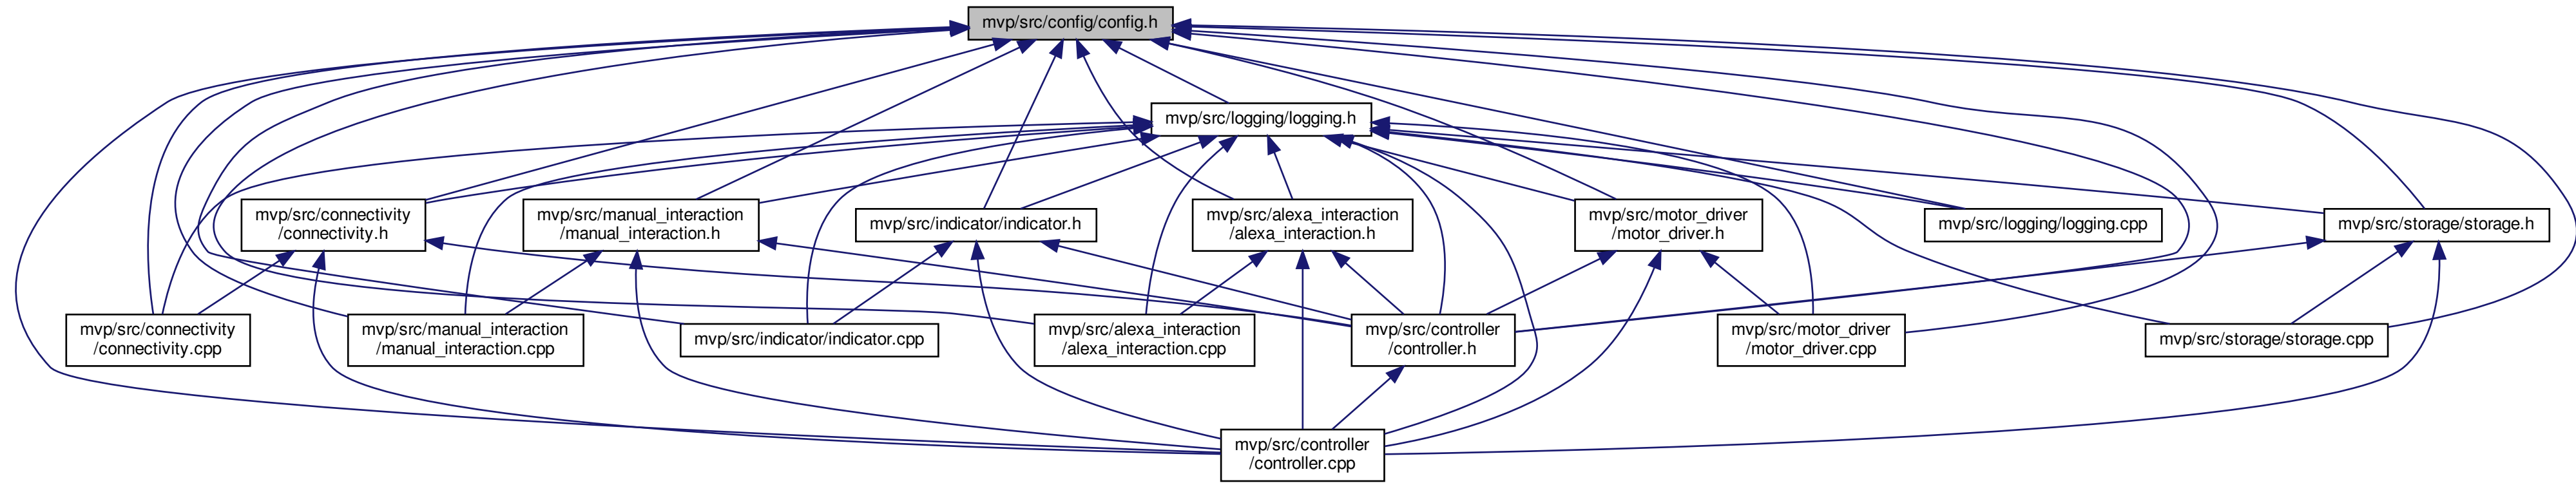 mvp/src/config/config.h
mvp/src/logging/logging.h
mvp/src/connectivity
/connectivity.h
mvp/src/manual_interaction
/manual_interaction.h
mvp/src/indicator/indicator.h
mvp/src/alexa_interaction
/alexa_interaction.h
mvp/src/motor_driver
/motor_driver.h
mvp/src/logging/logging.cpp
mvp/src/storage/storage.h
mvp/src/connectivity
/connectivity.cpp
mvp/src/manual_interaction
/manual_interaction.cpp
mvp/src/indicator/indicator.cpp
mvp/src/alexa_interaction
/alexa_interaction.cpp
mvp/src/controller
/controller.h
mvp/src/motor_driver
/motor_driver.cpp
mvp/src/storage/storage.cpp
mvp/src/controller
/controller.cpp